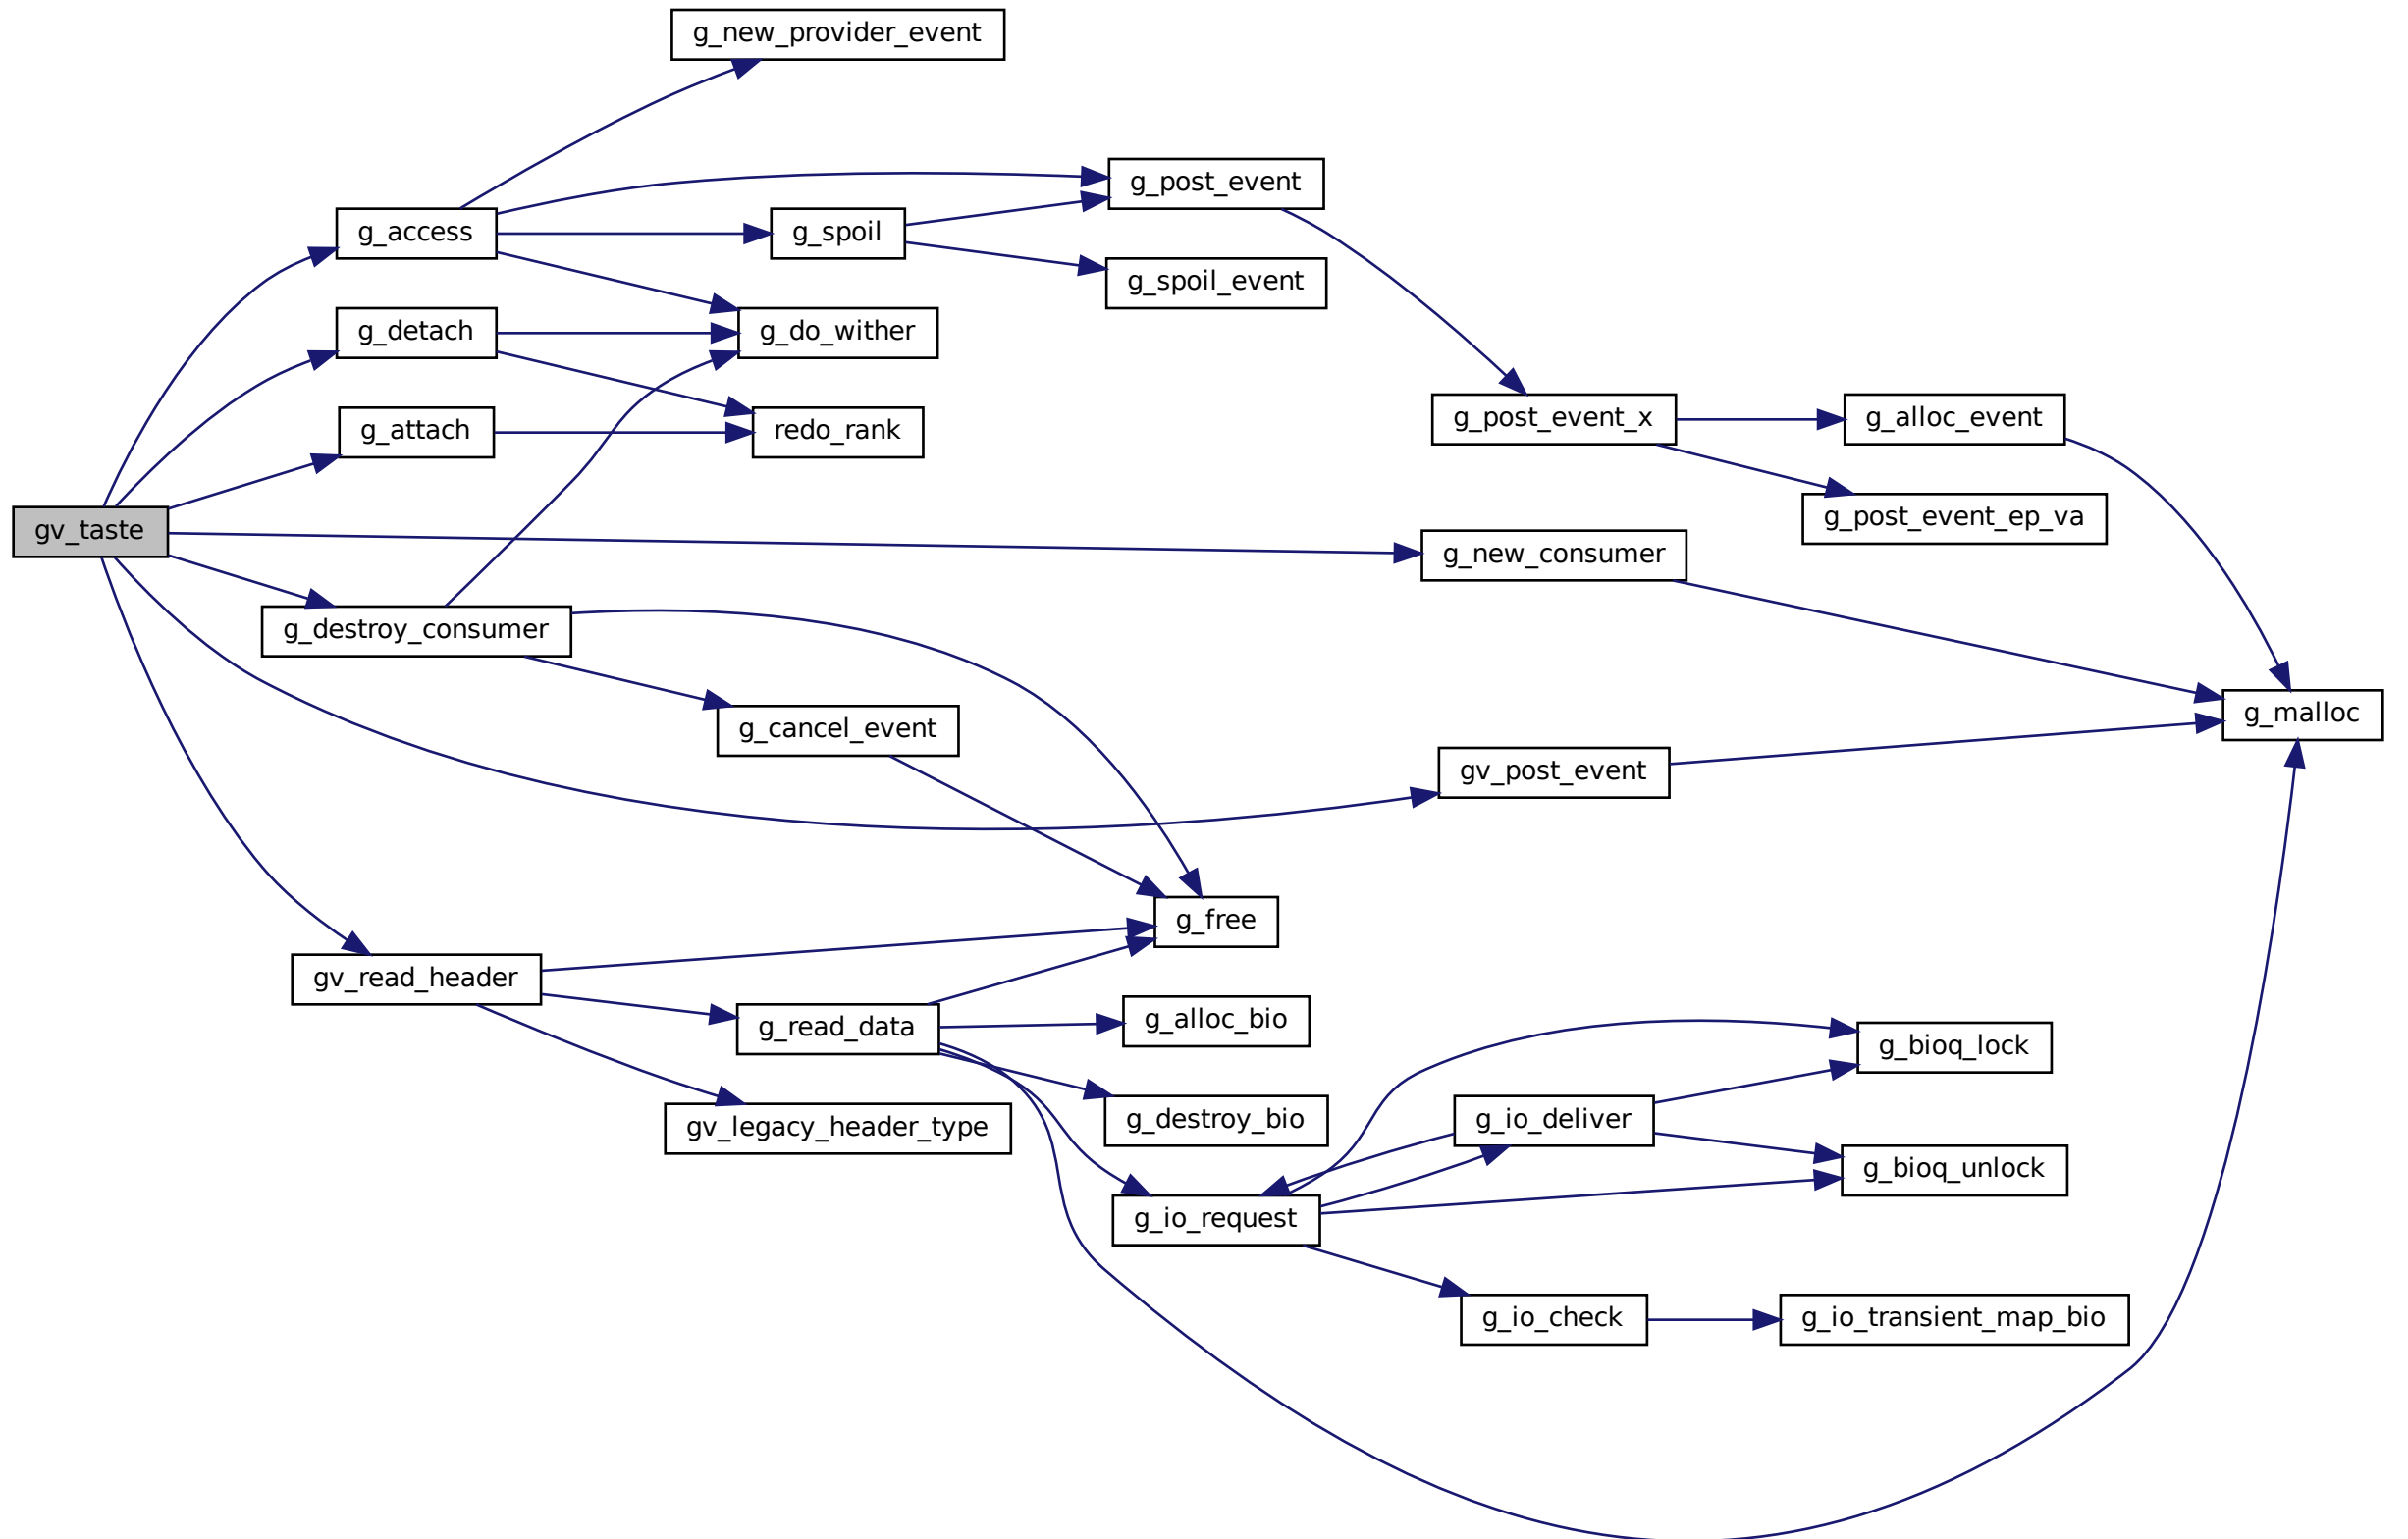 g_new_provider_event
g_post_event
g_access
g_spoil
g_spoil_event
g_detach
g_do_wither
g_attach
redo_rank
g_post_event_x
g_alloc_event
gv_taste
g_post_event_ep_va
g_new_consumer
g_destroy_consumer
g_cancel_event
g_malloc
gv_post_event
g_free
gv_read_header
g_read_data
g_alloc_bio
g_bioq_lock
gv_legacy_header_type
g_destroy_bio
g_io_deliver
g_bioq_unlock
g_io_request
g_io_check
g_io_transient_map_bio